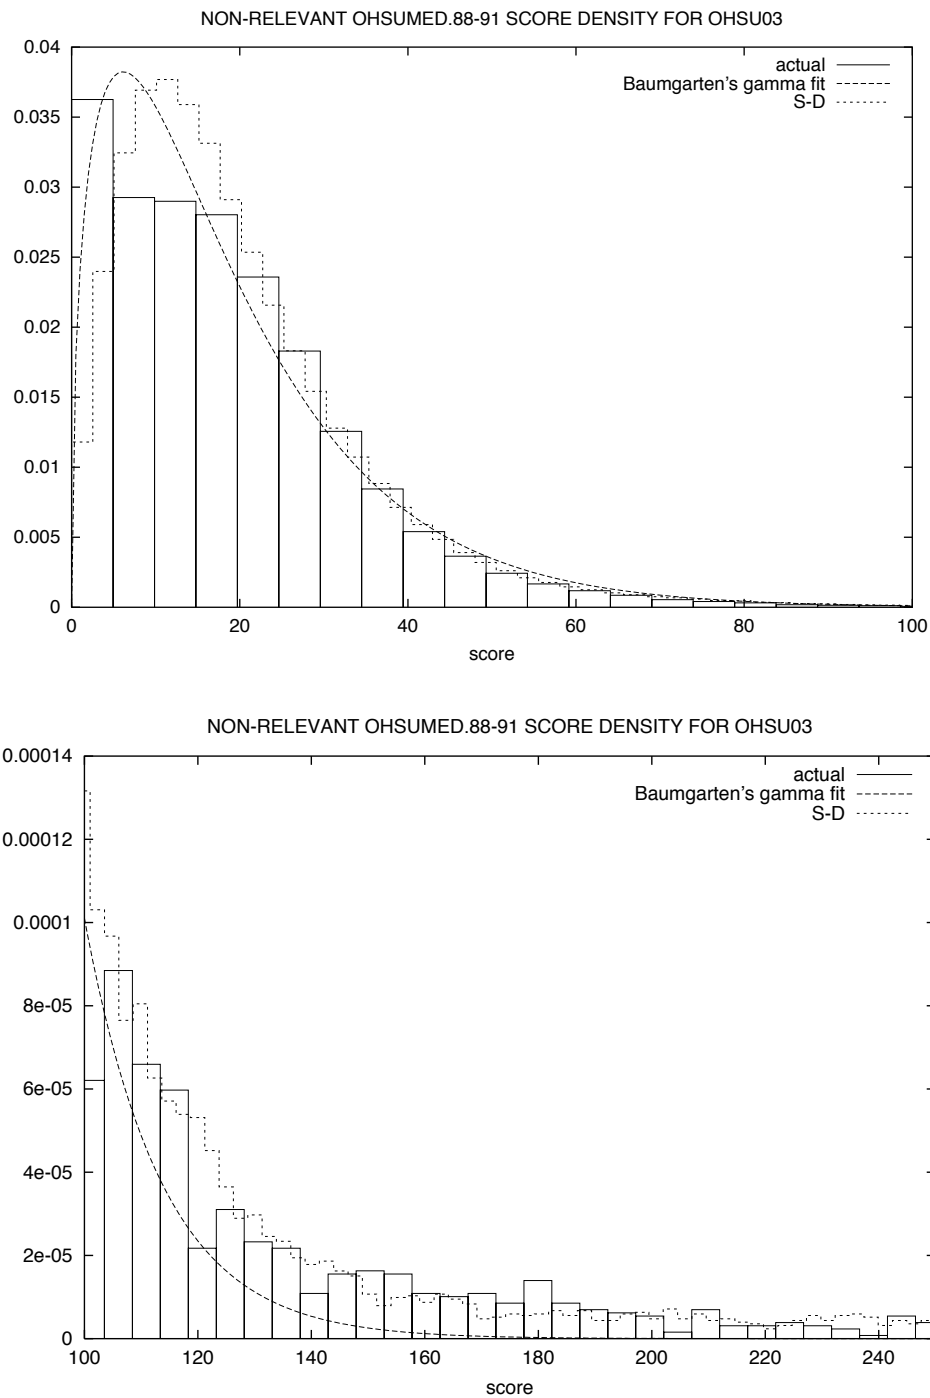 NON-RELEVANT OHSUMED.88-91 SCORE DENSITY FOR OHSU03
0.04
0.035
0.03
0.025
0.02
0.015
0.01
0.005
0
actual
Baumgarten's gamma fit
S-D
0 20 40 60 80 100
score
NON-RELEVANT OHSUMED.88-91 SCORE DENSITY FOR OHSU03
0.00014
0.00012
0.0001
8e-05
6e-05
4e-05
2e-05
0
actual
Baumgarten's gamma fit
S-D
100 120 140 160 180 200 220 240
score